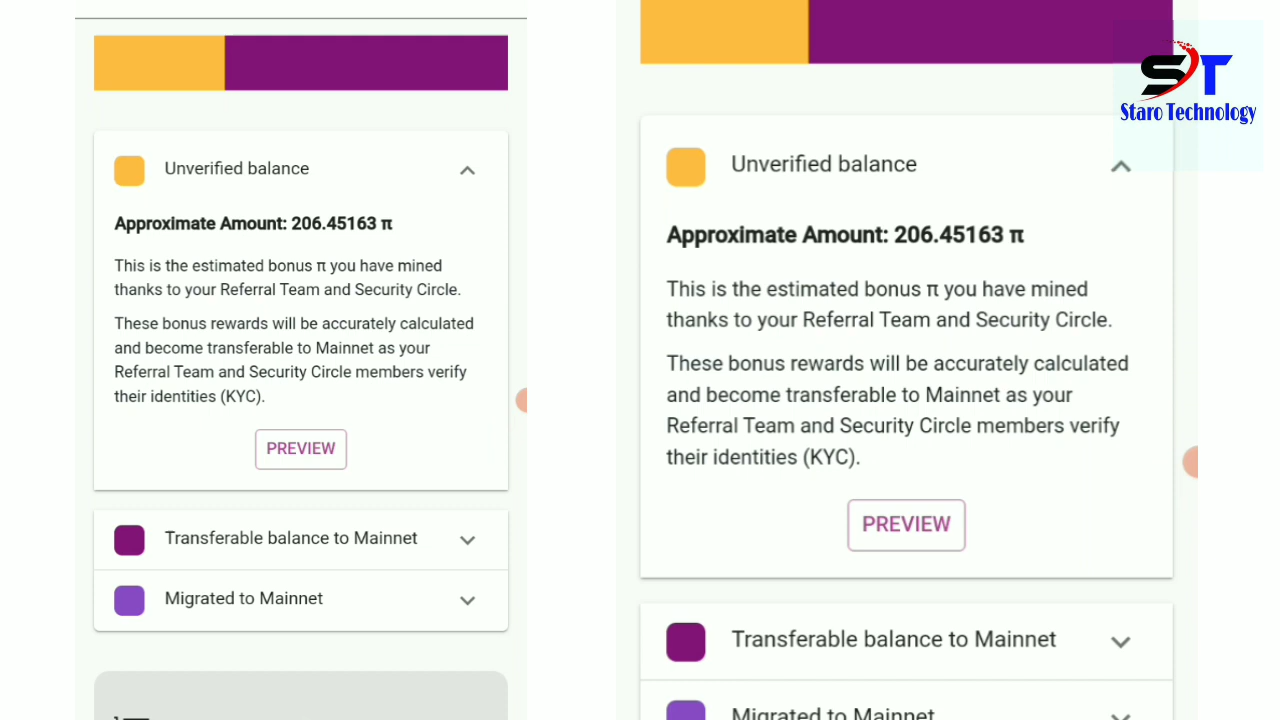 Unverified balance
Approximate Amount: 206.45163 π
This is the estimated bonus π you have mined
thanks to your Referral Team and Security Circle.
These bonus rewards will be accurately calculated
and become transferable to Mainnet as your
Referral Team and Security Circle members verify
their identities (KYC).
PREVIEW
Transferable balance to Mainnet
Migrated to Mainnet
ST
Staro Technology
Unverified balance
Approximate Amount: 206.45163 π
This is the estimated bonus π you have mined
thanks to your Referral Team and Security Circle.
These bonus rewards will be accurately calculated
and become transferable to Mainnet as your
Referral Team and Security Circle members verify
their identities (KYC).
PREVIEW
Transferable balance to Mainnet
Migrated to Mainnet